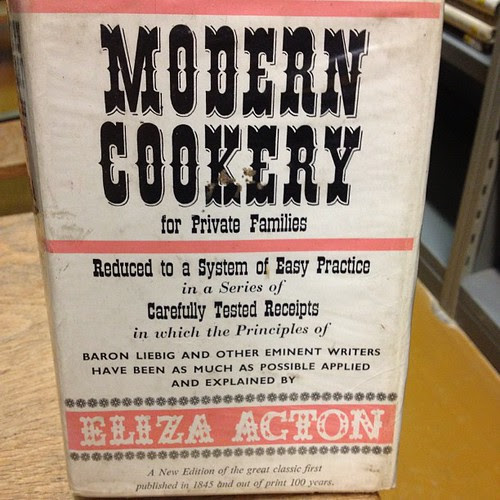 MODERN
COOKERY
for Private Families
Reduced to a System of Easy Practice
in a Series of
Carefully Tested Receipts
in which the Principles of
BARON LIEBIG AND OTHER EMINENT WRITERS
HAVE BEEN AS MUCH AS POSSIBLE APPLIED
AND EXPLAINED BY
ELIZA ACTON
A New Edition of the great classic first
published in 1845 and out of print 100 years.